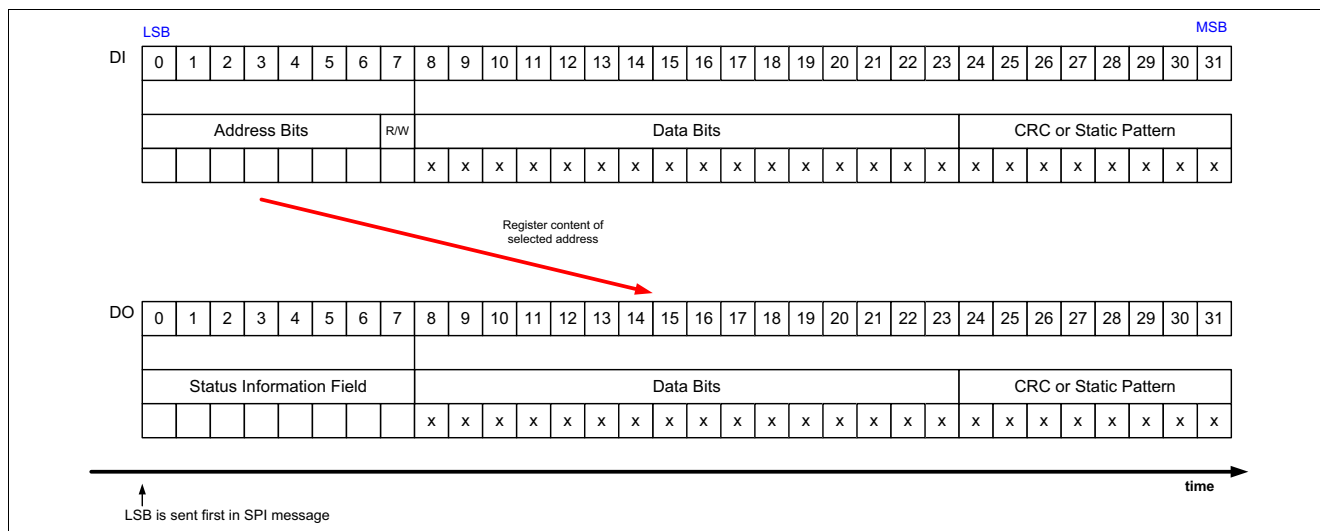 LSB MSB
DI 0 1 2 3 4 5 6 7 8 9 10 11 12 13 14 15 16 17 18 19 20 21 22 23 24 25 26 27 28 29 30 31
Address Bits R/W Data Bits CRC or Static Pattern
x x x x x x x x x x x x x x x x x x x x x x x x
Register content of
selected address
DO 0 1 2 3 4 5 6 7 8 9 10 11 12 13 14 15 16 17 18 19 20 21 22 23 24 25 26 27 28 29 30 31
Status Information Field Data Bits CRC or Static Pattern
x x x x x x x x x x x x x x x x x x x x x x x x
time
LSB is sent first in SPI message